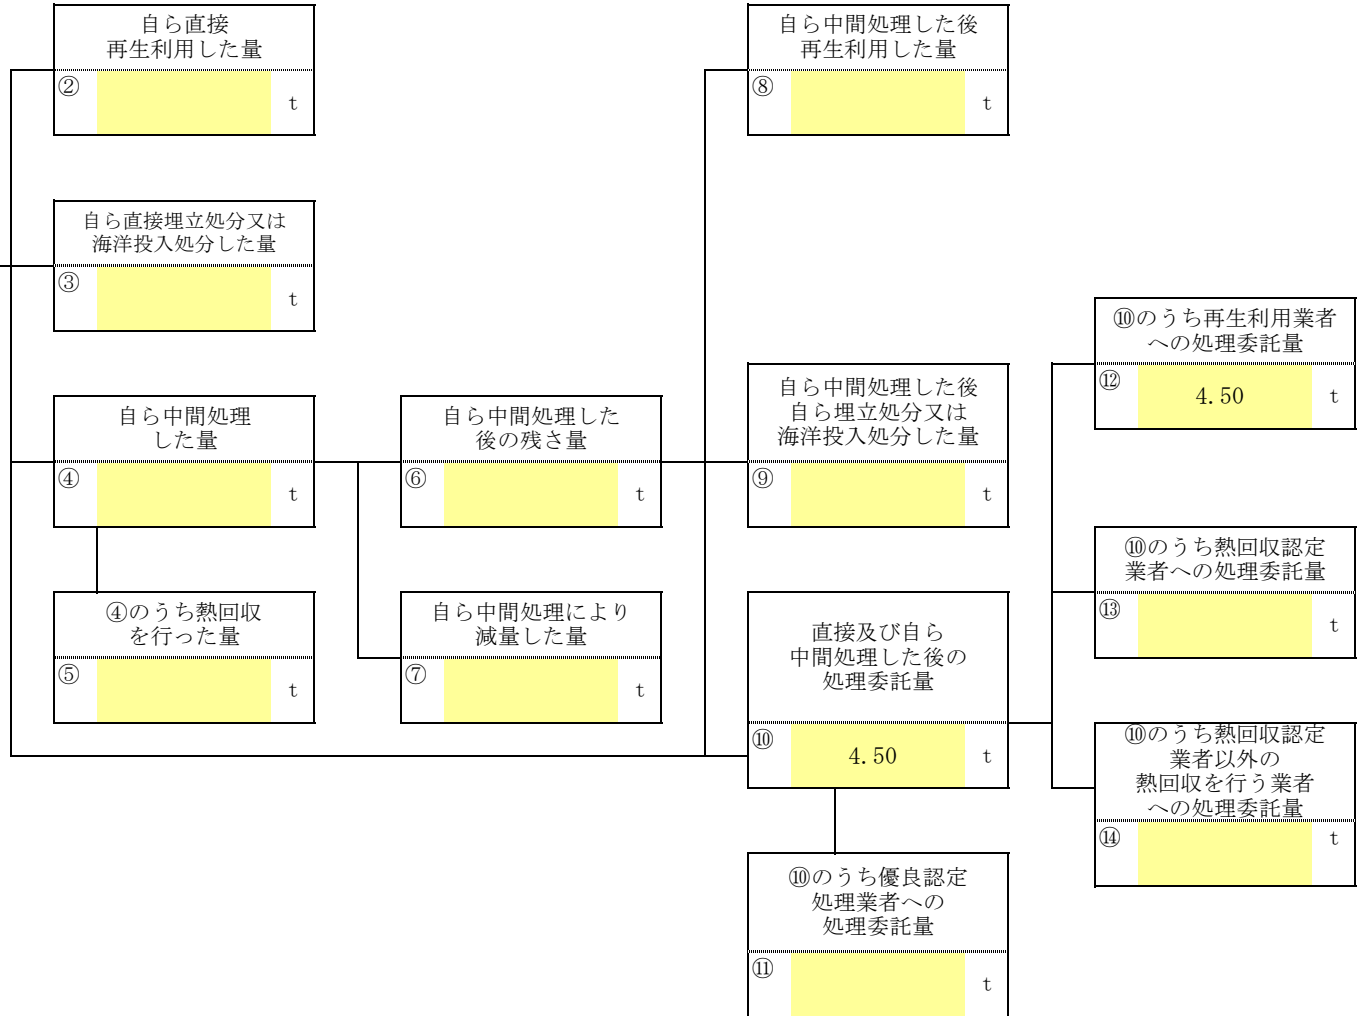 自ら直接
再生利用した量
② t
自ら中間処理した後
再生利用した量
⑧ t
自ら直接埋立処分又は
海洋投入処分した量
③ t
⑩のうち再生利用業者
への処理委託量
⑫ 4.50 t
自ら中間処理
した量
④ t
自ら中間処理した
後の残さ量
⑥ t
自ら中間処理した後
自ら埋立処分又は
海洋投入処分した量
⑨ t
⑩のうち熱回収認定
業者への処理委託量
⑬ t
④のうち熱回収
を行った量
⑤ t
自ら中間処理により
減量した量
⑦ t
直接及び自ら
中間処理した後の
処理委託量
⑩ 4.50 t
⑩のうち熱回収認定
業者以外の
熱回収を行う業者
への処理委託量
⑭ t
⑩のうち優良認定
処理業者への
処理委託量
⑪ t